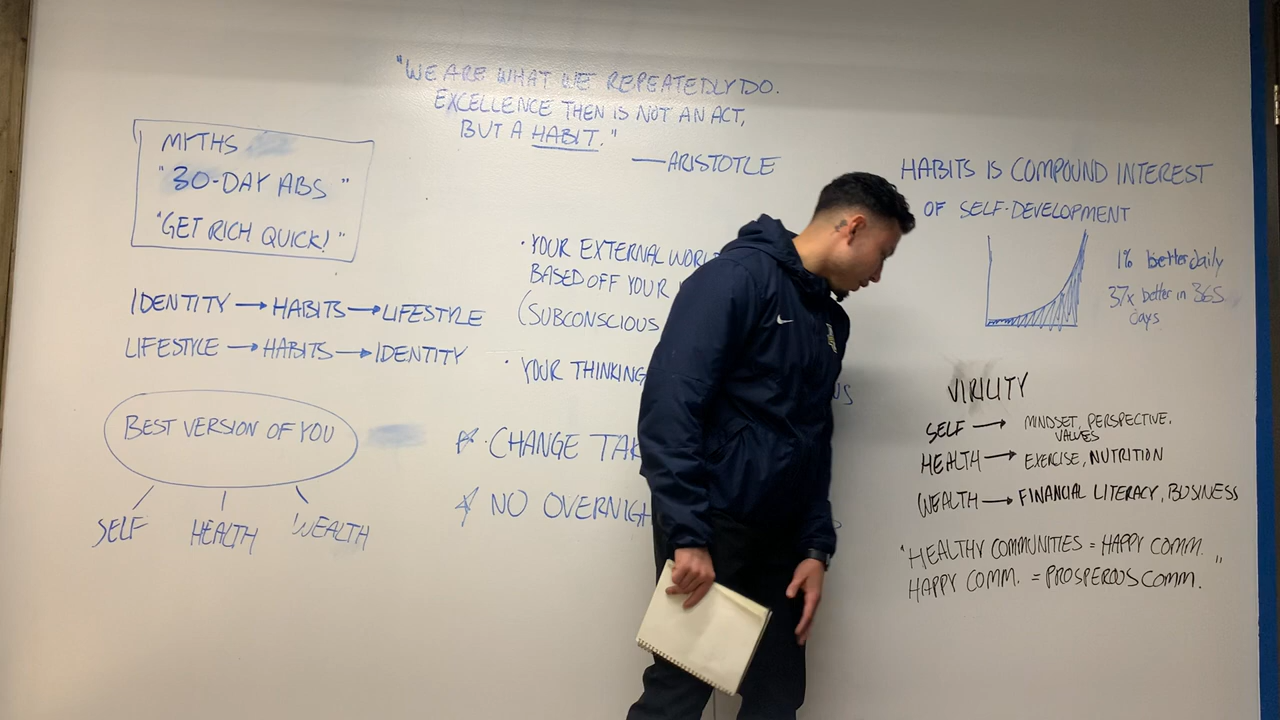 "WE ARE WHAT WE REPEATEDLY DO.
EXCELLENCE THEN IS NOT AN ACT,
BUT A HABIT."
—ARISTOTLE
MYTHS
"30-DAY ABS"
"GET RICH QUICK!"
IDENTITY → HABITS → LIFESTYLE
LIFESTYLE → HABITS → IDENTITY
BEST VERSION OF YOU
SELF HEALTH WEALTH
· YOUR EXTERNAL
BASED OFF YOUR
(SUBCONSCIOUS
· YOUR THINKING
· CHANGE
NO
HABITS IS COMPOUND INTEREST
OF SELF-DEVELOPMENT
1% better daily
37x better in 365
days
VIRILITY
SELF → MINDSET, PERSPECTIVE,
VALUES
HEALTH → EXERCISE, NUTRITION
WEALTH → FINANCIAL LITERACY, BUSINESS
"HEALTHY COMMUNITIES = HAPPY COMM.
HAPPY COMM. = PROSPEROUS COMM."